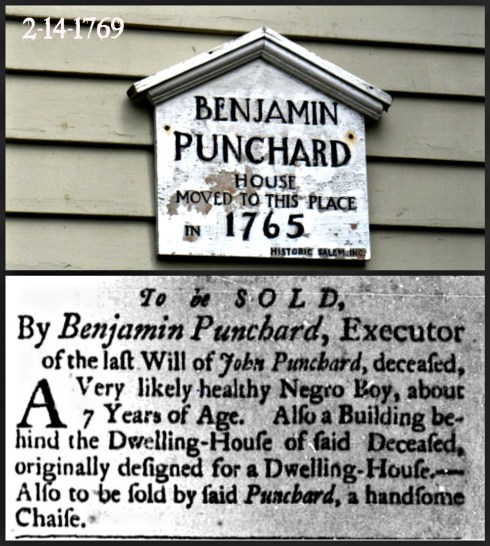 2-14-1769
BENJAMIN
PUNCHARD
HOUSE
MOVED TO THIS PLACE
IN 1765
HISTORIC SALEM INC.
To be SOLD,
By Benjamin Punchard, Executor
of the laſt Will of John Punchard, deceaſed,
A Very likely healthy Negro Boy, about
7 Years of Age. Alſo a Building be-
hind the Dwelling-Houſe of ſaid Deceaſed,
originally deſigned for a Dwelling-Houſe.—
Alſo to be ſold by ſaid Punchard, a handſome
Chaiſe.